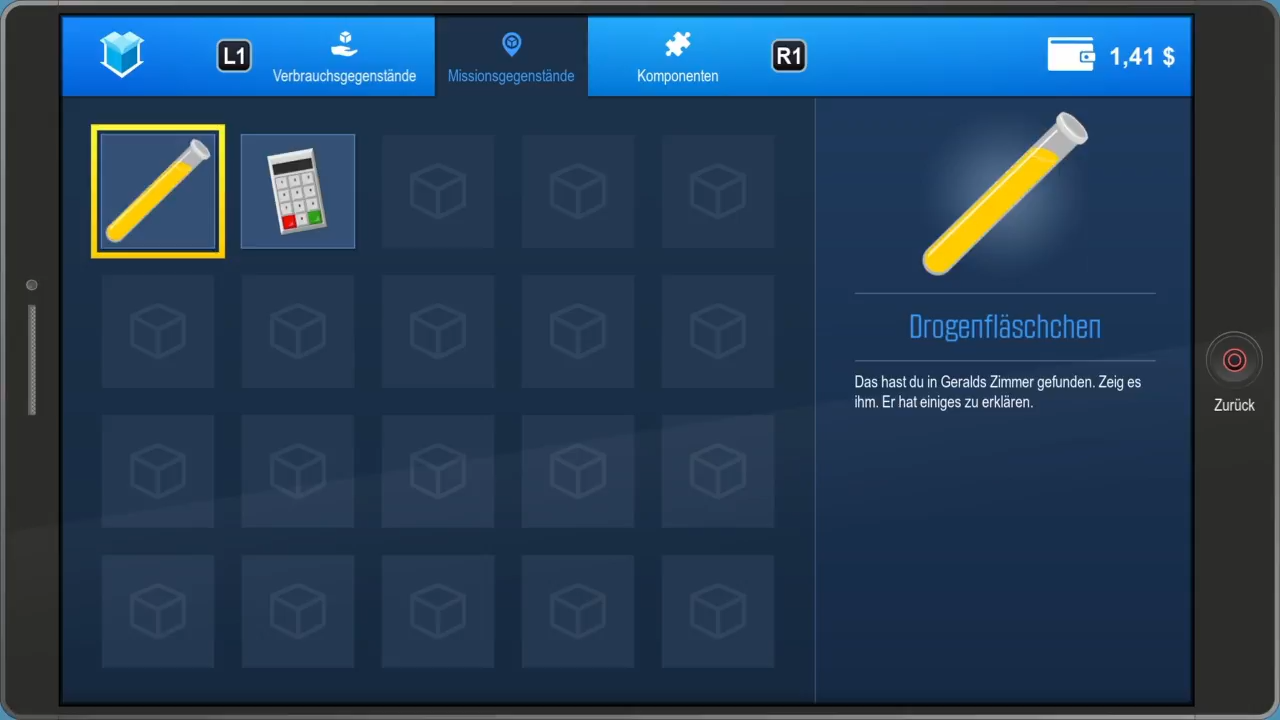 L1
Verbrauchsgegenstände
Missionsgegenstände
Komponenten
R1
1,41 $
Drogenfläschchen
Das hast du in Geralds Zimmer gefunden. Zeig es
ihm. Er hat einiges zu erklären.
Zurück